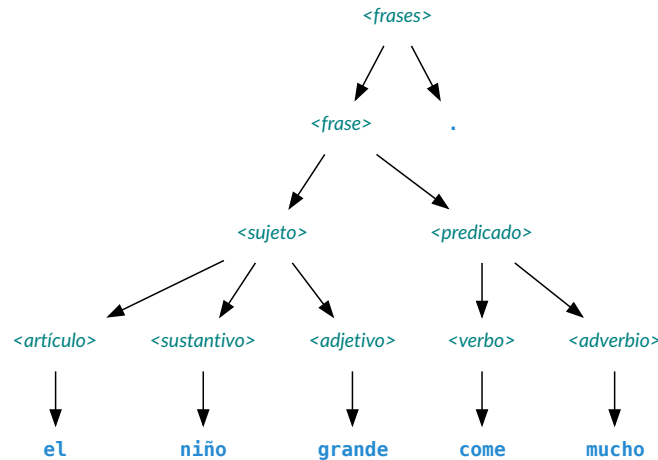 <frases>
<frase> .
<sujeto> <predicado>
<artículo> <sustantivo> <adjetivo> <verbo> <adverbio>
el niño grande come mucho